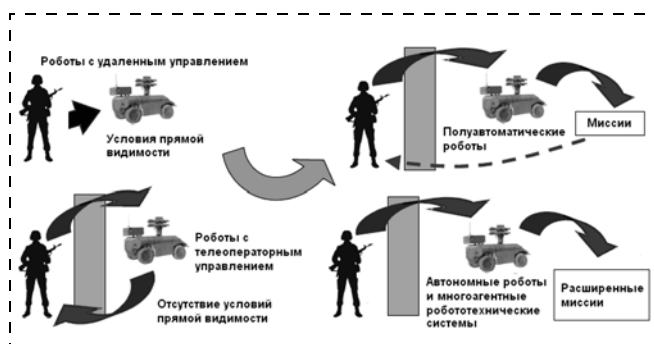 Роботы с удаленным управлением
Условия прямой
видимости
Полуавтоматические
роботы
Миссии
Роботы с
телеоператорным
управлением
Отсутствие условий
прямой видимости
Автономные роботы
и многоагентные
робототехнические
системы
Расширенные
миссии